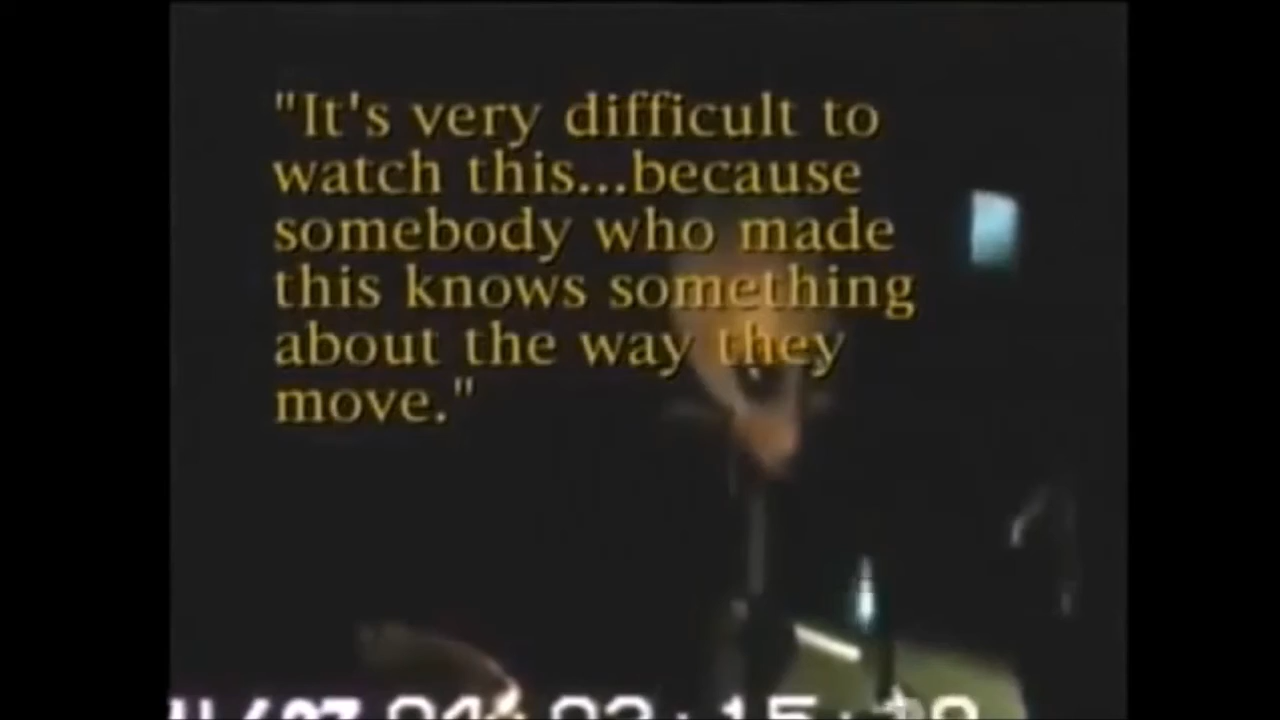 "It's very difficult to
watch this...because
somebody who made
this knows something
about the way they
move."